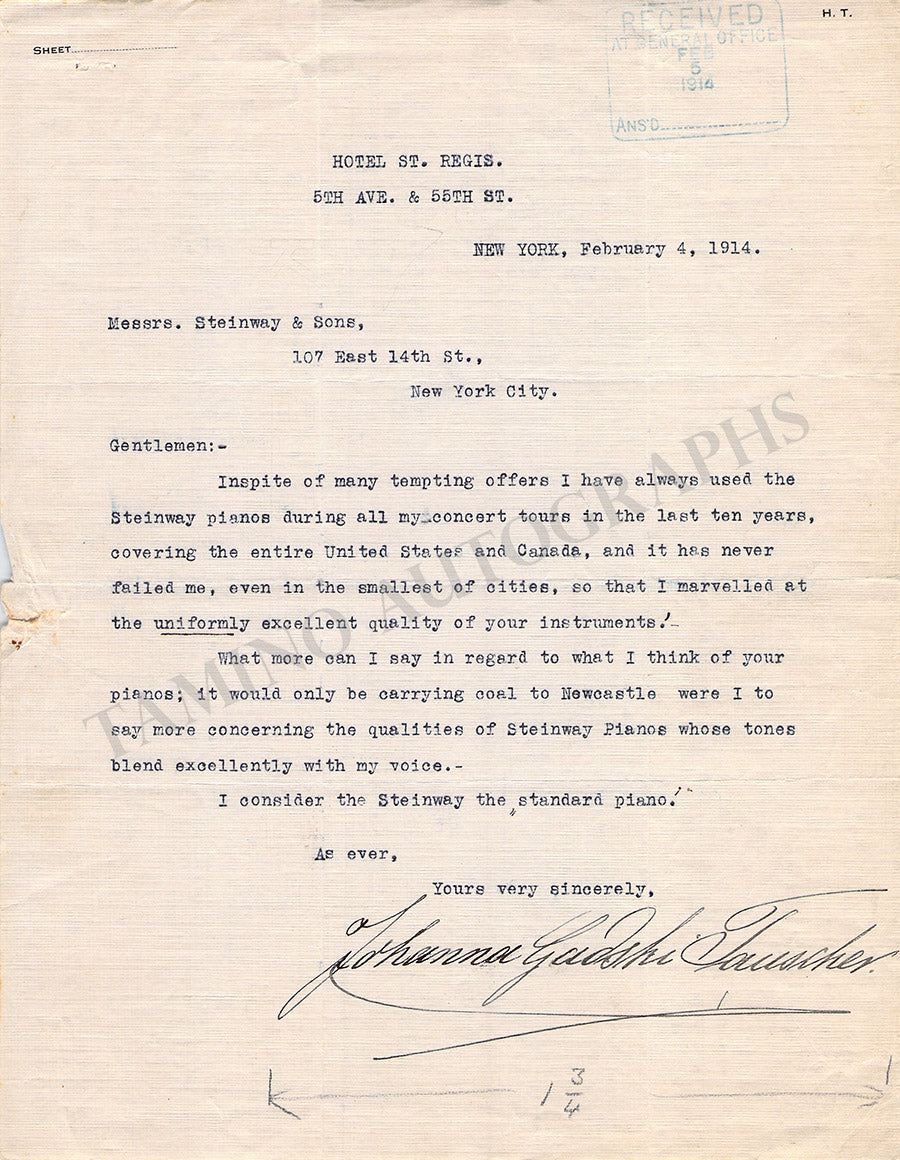 SHEET
H. T.
RECEIVED
AT GENERAL OFFICE
FEB
5
1914
ANS'D
HOTEL ST. REGIS.
5TH AVE. & 55TH ST.
NEW YORK, February 4, 1914.
Messrs. Steinway & Sons,
107 East 14th St.,
New York City.
Gentlemen:-
Inspite of many tempting offers I have always used the
Steinway pianos during all my concert tours in the last ten years,
covering the entire United States and Canada, and it has never
failed me, even in the smallest of cities, so that I marvelled at
the uniformly excellent quality of your instruments.!-
What more can I say in regard to what I think of your
pianos; it would only be carrying coal to Newcastle were I to
say more concerning the qualities of Steinway Pianos whose tones
blend excellently with my voice.-
I consider the Steinway the „standard piano.!"
As ever,
Yours very sincerely,
Johanna Gadski Tauscher.
1 3/4
TAMINO AUTOGRAPHS